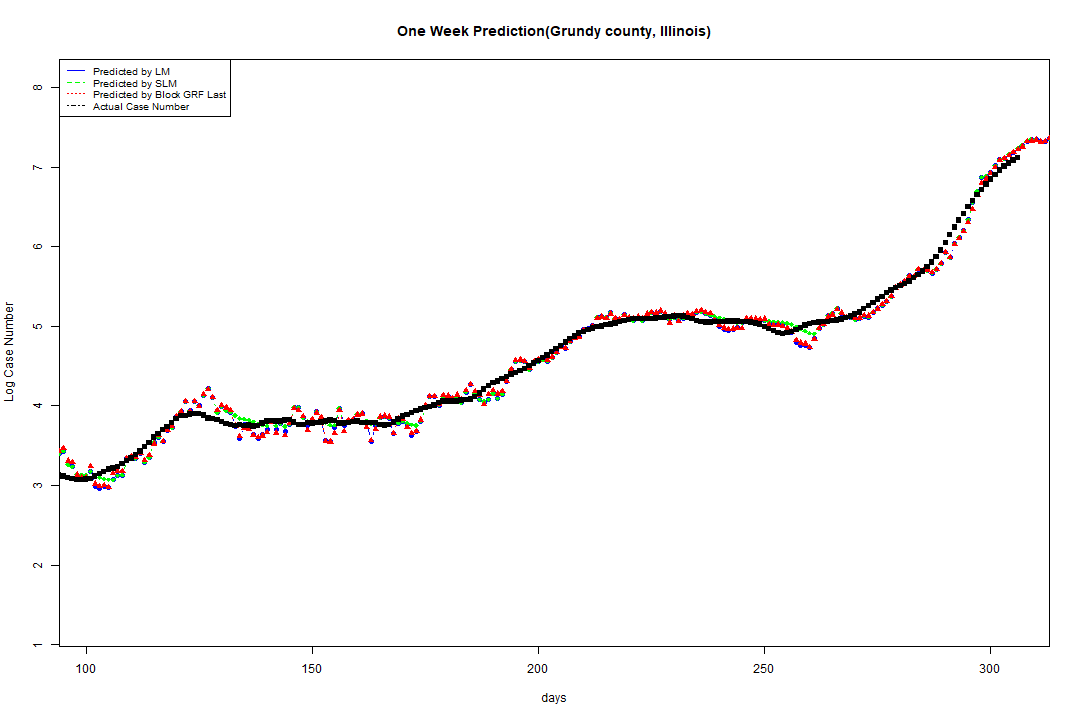 One Week Prediction(Grundy county, Illinois)
Predicted by LM
Predicted by SLM
Predicted by Block GRF Last
Actual Case Number
8
7
6
5
4
3
2
1
Log Case Number
100 150 200 250 300
days